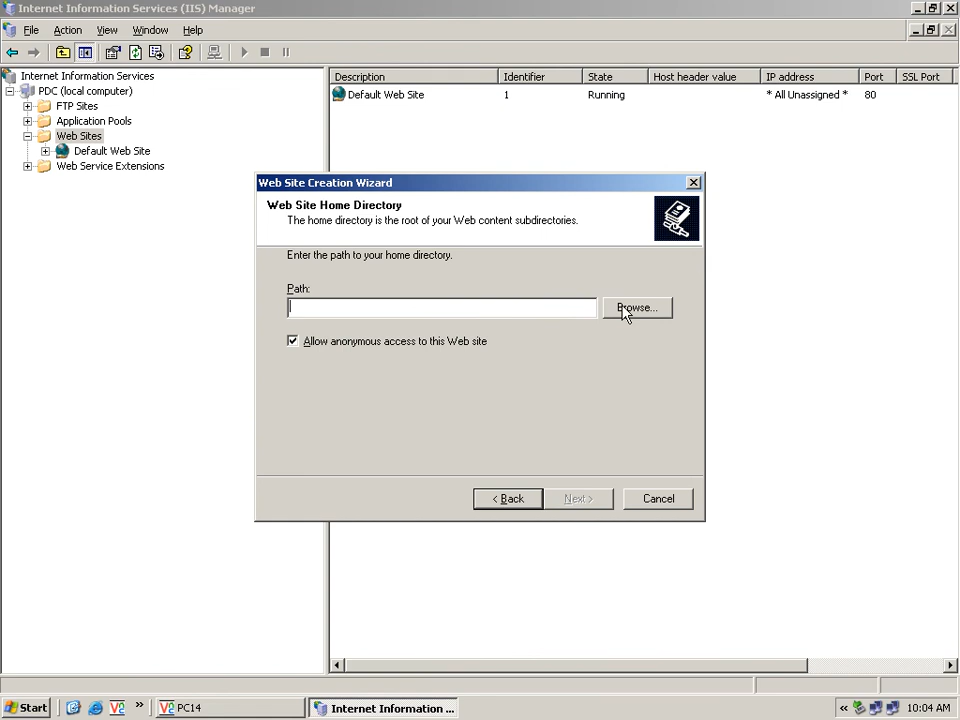 Internet Information Services (IIS) Manager
File Action View Window Help
Internet Information Services
PDC (local computer)
FTP Sites
Application Pools
Web Sites
Default Web Site
Web Service Extensions
Description Identifier State Host header value IP address Port SSL Port
Default Web Site 1 Running * All Unassigned * 80
Web Site Creation Wizard
Web Site Home Directory
The home directory is the root of your Web content subdirectories.
Enter the path to your home directory.
Path:
Browse...
Allow anonymous access to this Web site
< Back Next > Cancel
Start V2 » V2 PC14 Internet Information ... « 10:04 AM